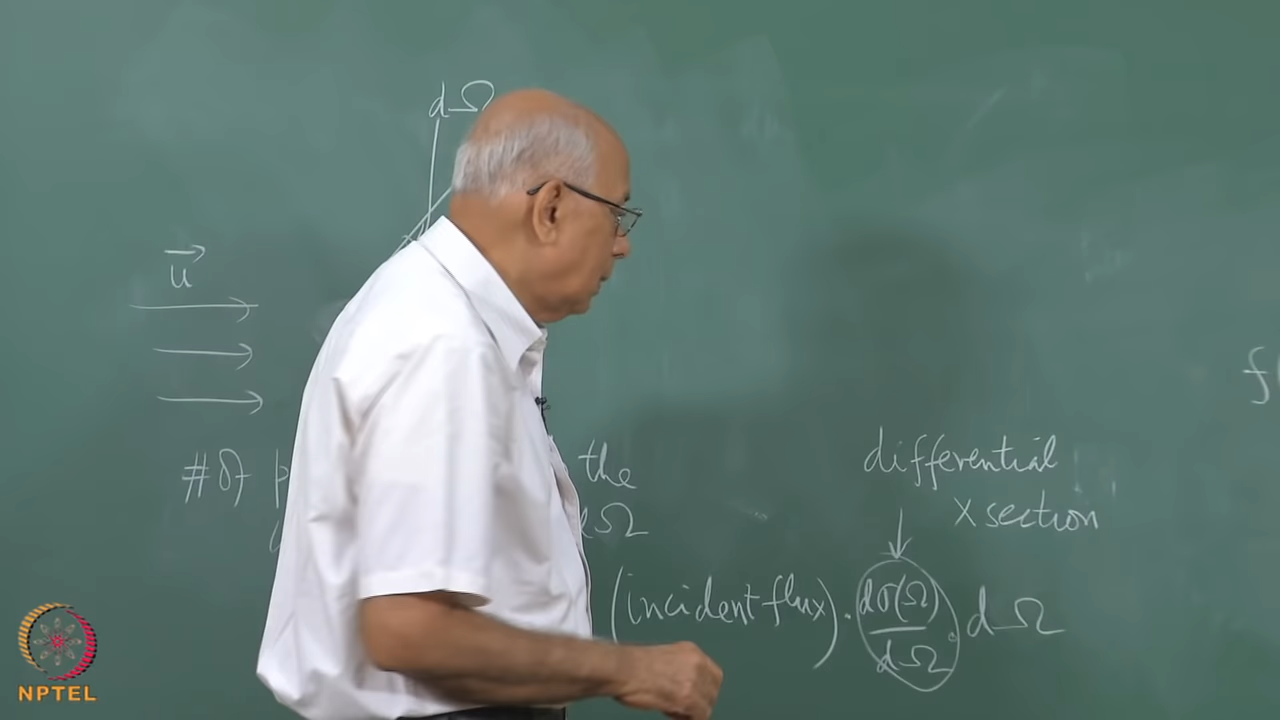 dΩ
u
#of
the
dΩ
differential
x section
(incident flux) · dσ(Ω)/dΩ dΩ
NPTEL